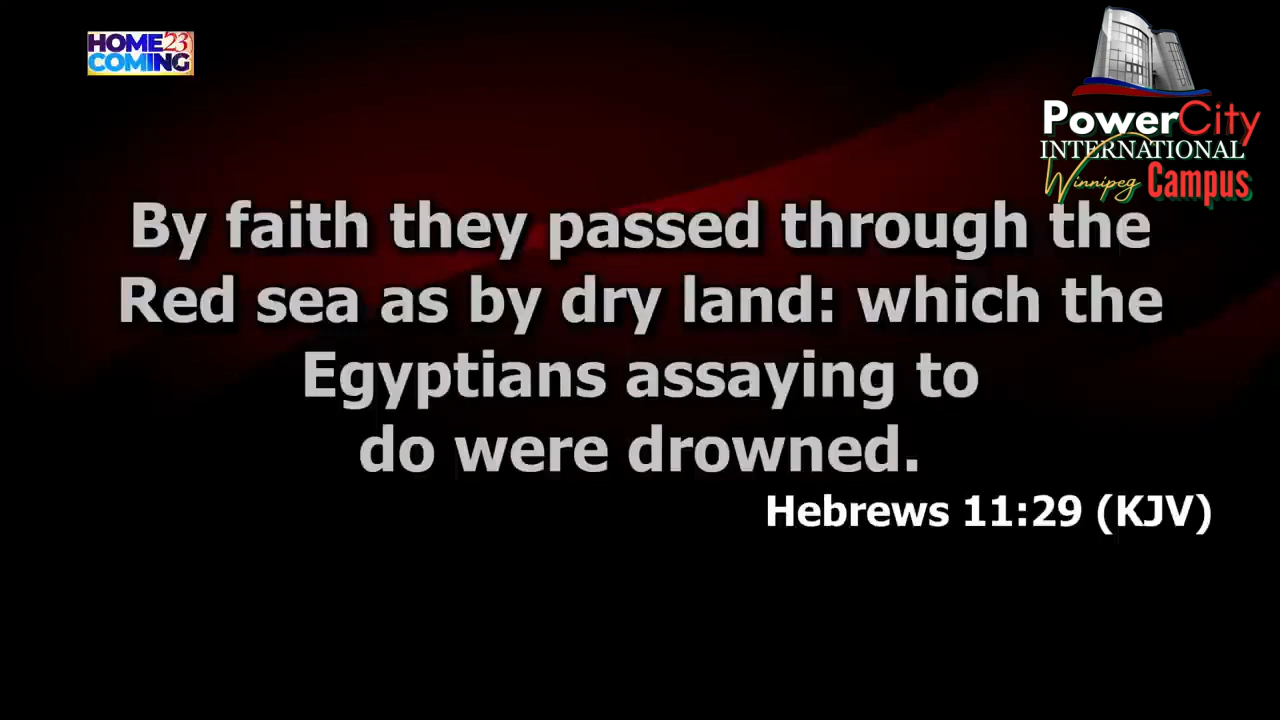 HOME23
COMING
PowerCity
INTERNATIONAL
Winnipeg Campus
By faith they passed through the
Red sea as by dry land: which the
Egyptians assaying to
do were drowned.
Hebrews 11:29 (KJV)